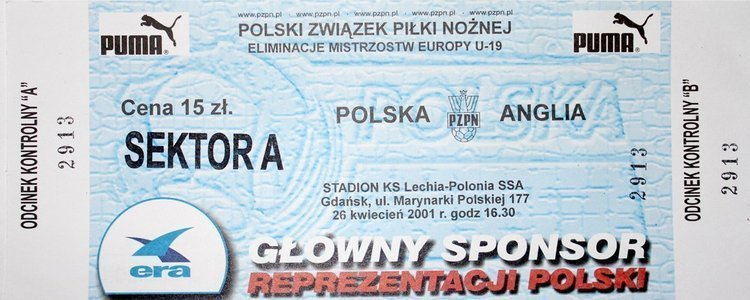 ODCINEK KONTROLNY "A"
2913
PUMA
www.pzpn.pl • www.pzpn.pl • www.pzpn.pl • www.pzpn.pl
POLSKI ZWIĄZEK PIŁKI NOŻNEJ
ELIMINACJE MISTRZOSTW EUROPY U-19
PUMA
Cena 15 zł.
SEKTOR A
POLSKA PZPN ANGLIA
POLSKA
STADION KS Lechia-Polonia SSA
Gdańsk, ul. Marynarki Polskiej 177
26 kwiecień 2001 r godz 16.30
era
GŁÓWNY SPONSOR
REPREZENTACJI POLSKI
2913
ODCINEK KONTROLNY "B"
2913